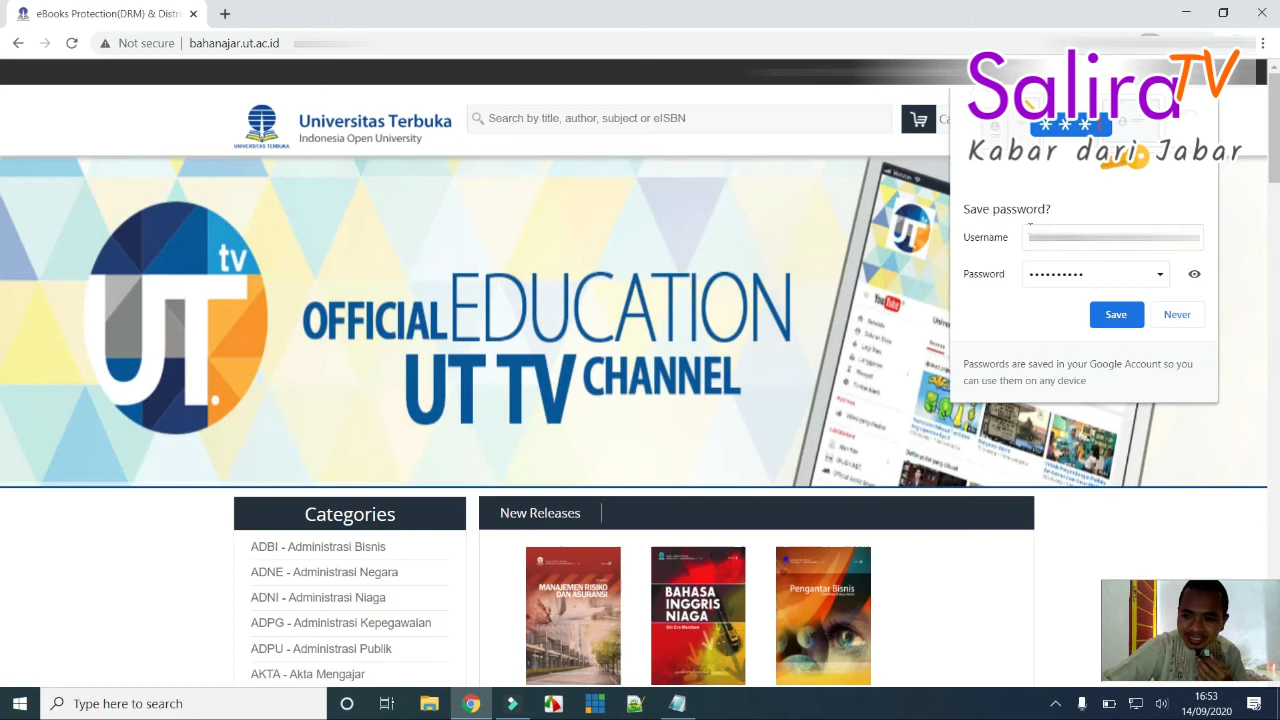 eBooks Protection(DRM) & Distr
Not secure
bahanajar.ut.ac.id
SaliraTV
Kabar dari Jabar
UNIVERSITAS TERBUKA
Universitas Terbuka
Indonesia Open University
Search by title, author, subject or eISBN
Ca
Save password?
Username
Password
••••••••••
Save
Never
Passwords are saved in your Google Account so you
can use them on any device
tv
UT.
OFFICIAL EDUCATION
UT TV CHANNEL
YouTube
Beranda
Categories
ADBI - Administrasi Bisnis
ADNE - Administrasi Negara
ADNI - Administrasi Niaga
ADPG - Administrasi Kepegawaian
ADPU - Administrasi Publik
AKTA - Akta Mengajar
New Releases
MANAJEMEN RISIKO
DAN ASURANSI
BAHASA
INGGRIS
NIAGA
Pengantar Bisnis
Type here to search
16:53
14/09/2020